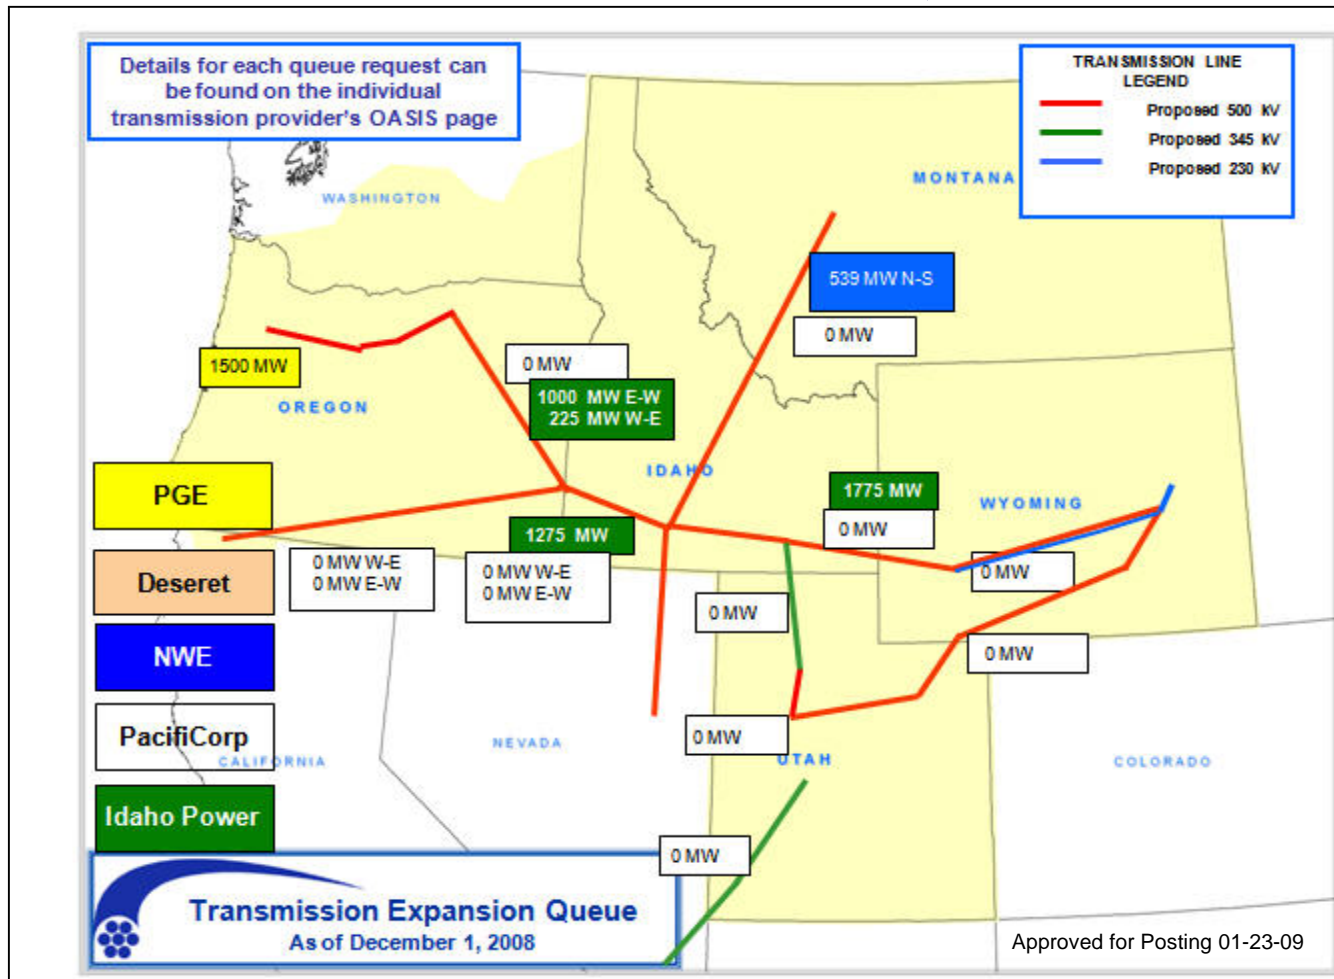 Details for each queue request can
be found on the individual
transmission provider's OASIS page
TRANSMISSION LINE
LEGEND
Proposed 500 kV
Proposed 345 kV
Proposed 230 kV
MONTANA
WASHINGTON
539 MW N-S
0 MW
1500 MW
0 MW
1000 MW E-W
225 MW W-E
OREGON
IDAHO
1775 MW
0 MW
WYOMING
PGE
1275 MW
0 MW W-E
0 MW E-W
0 MW W-E
0 MW E-W
0 MW
Deseret
0 MW
NWE
0 MW
PacifiCorp
CALIFORNIA
NEVADA
0 MW
UTAH
COLORADO
Idaho Power
0 MW
Transmission Expansion Queue
As of December 1, 2008
Approved for Posting 01-23-09